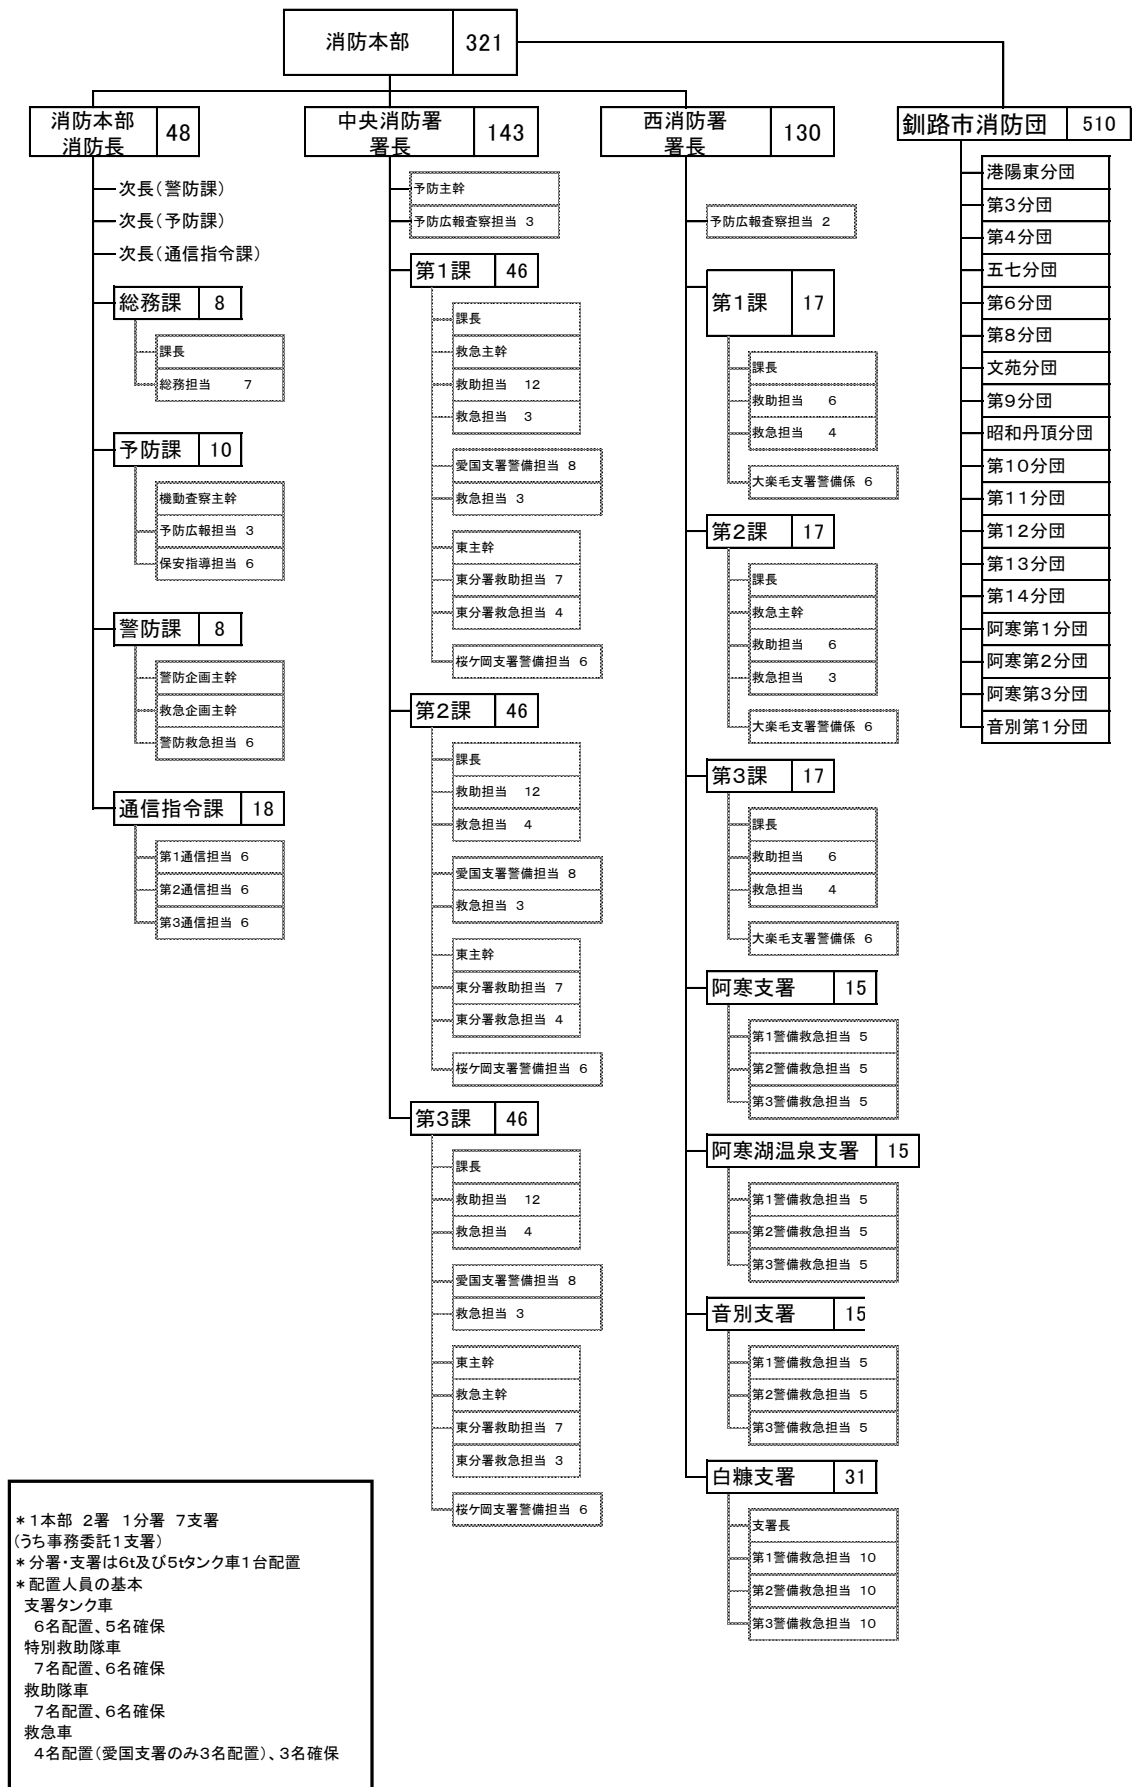 消防本部 321
消防本部
消防長 48
次長(警防課)
次長(予防課)
次長(通信指令課)
総務課 8
課長
総務担当 7
予防課 10
機動査察主幹
予防広報担当 3
保安指導担当 6
警防課 8
警防企画主幹
救急企画主幹
警防救急担当 6
通信指令課 18
第1通信担当 6
第2通信担当 6
第3通信担当 6
中央消防署
署長 143
予防主幹
予防広報査察担当 3
第1課 46
課長
救急主幹
救助担当 12
救急担当 3
愛国支署警備担当 8
救急担当 3
東主幹
東分署救助担当 7
東分署救急担当 4
桜ケ岡支署警備担当 6
第2課 46
課長
救助担当 12
救急担当 4
愛国支署警備担当 8
救急担当 3
東主幹
東分署救助担当 7
東分署救急担当 4
桜ケ岡支署警備担当 6
第3課 46
課長
救助担当 12
救急担当 4
愛国支署警備担当 8
救急担当 3
東主幹
救急主幹
東分署救助担当 7
東分署救急担当 3
桜ケ岡支署警備担当 6
西消防署
署長 130
予防広報査察担当 2
第1課 17
課長
救助担当 6
救急担当 4
大楽毛支署警備係 6
第2課 17
課長
救急主幹
救助担当 6
救急担当 3
大楽毛支署警備係 6
第3課 17
課長
救助担当 6
救急担当 4
大楽毛支署警備係 6
阿寒支署 15
第1警備救急担当 5
第2警備救急担当 5
第3警備救急担当 5
阿寒湖温泉支署 15
第1警備救急担当 5
第2警備救急担当 5
第3警備救急担当 5
音別支署 15
第1警備救急担当 5
第2警備救急担当 5
第3警備救急担当 5
白糠支署 31
支署長
第1警備救急担当 10
第2警備救急担当 10
第3警備救急担当 10
釧路市消防団 510
港陽東分団
第3分団
第4分団
五七分団
第6分団
第8分団
文苑分団
第9分団
昭和丹頂分団
第10分団
第11分団
第12分団
第13分団
第14分団
阿寒第1分団
阿寒第2分団
阿寒第3分団
音別第1分団
*1本部 2署 1分署 7支署
(うち事務委託1支署)
*分署・支署は6t及び5tタンク車1台配置
*配置人員の基本
支署タンク車
6名配置、5名確保
特別救助隊車
7名配置、6名確保
救助隊車
7名配置、6名確保
救急車
4名配置(愛国支署のみ3名配置)、3名確保